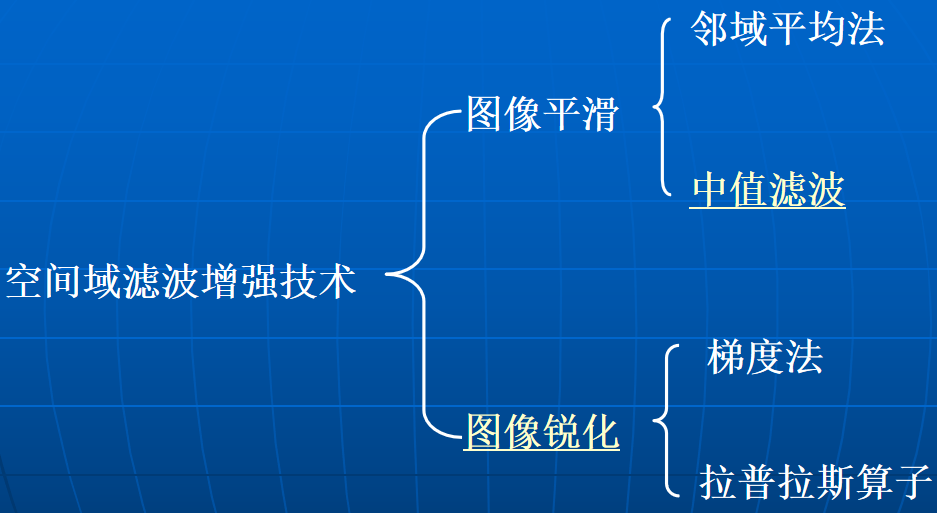 邻域平均法
图像平滑
中值滤波
空间域滤波增强技术
梯度法
图像锐化
拉普拉斯算子